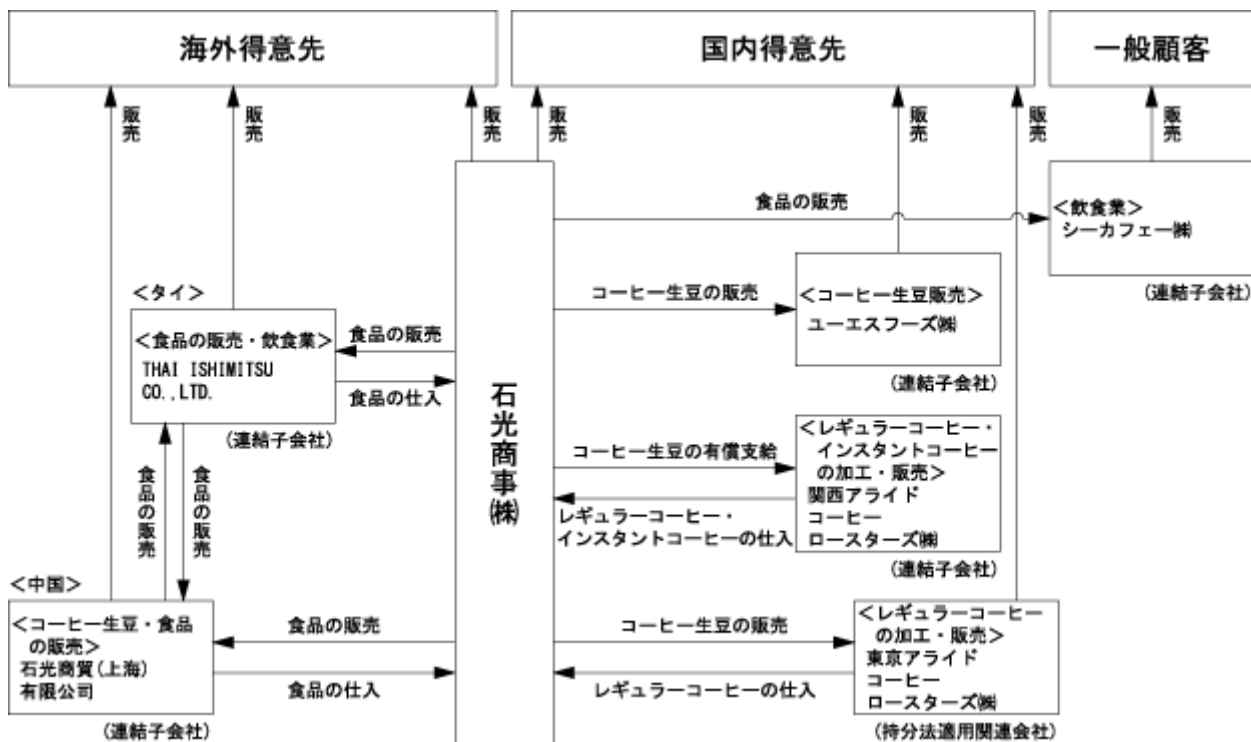 海外得意先
国内得意先
一般顧客
販売
販売
販売
販売
販売
販売
販売
食品の販売
＜飲食業＞
シーカフェー㈱
(連結子会社)
コーヒー生豆の販売
＜コーヒー生豆販売＞
ユーエスフーズ㈱
(連結子会社)
＜タイ＞
＜食品の販売・飲食業＞
THAI ISHIMITSU
CO.,LTD.
(連結子会社)
食品の販売
食品の仕入
石光商事㈱
コーヒー生豆の有償支給
レギュラーコーヒー・
インスタントコーヒーの仕入
＜レギュラーコーヒー・
インスタントコーヒー
の加工・販売＞
関西アライド
コーヒー
ロースターズ㈱
(連結子会社)
食品の販売
食品の販売
＜中国＞
＜コーヒー生豆・食品
の販売＞
石光商貿(上海)
有限公司
(連結子会社)
食品の販売
食品の仕入
コーヒー生豆の販売
レギュラーコーヒーの仕入
＜レギュラーコーヒー
の加工・販売＞
東京アライド
コーヒー
ロースターズ㈱
(持分法適用関連会社)